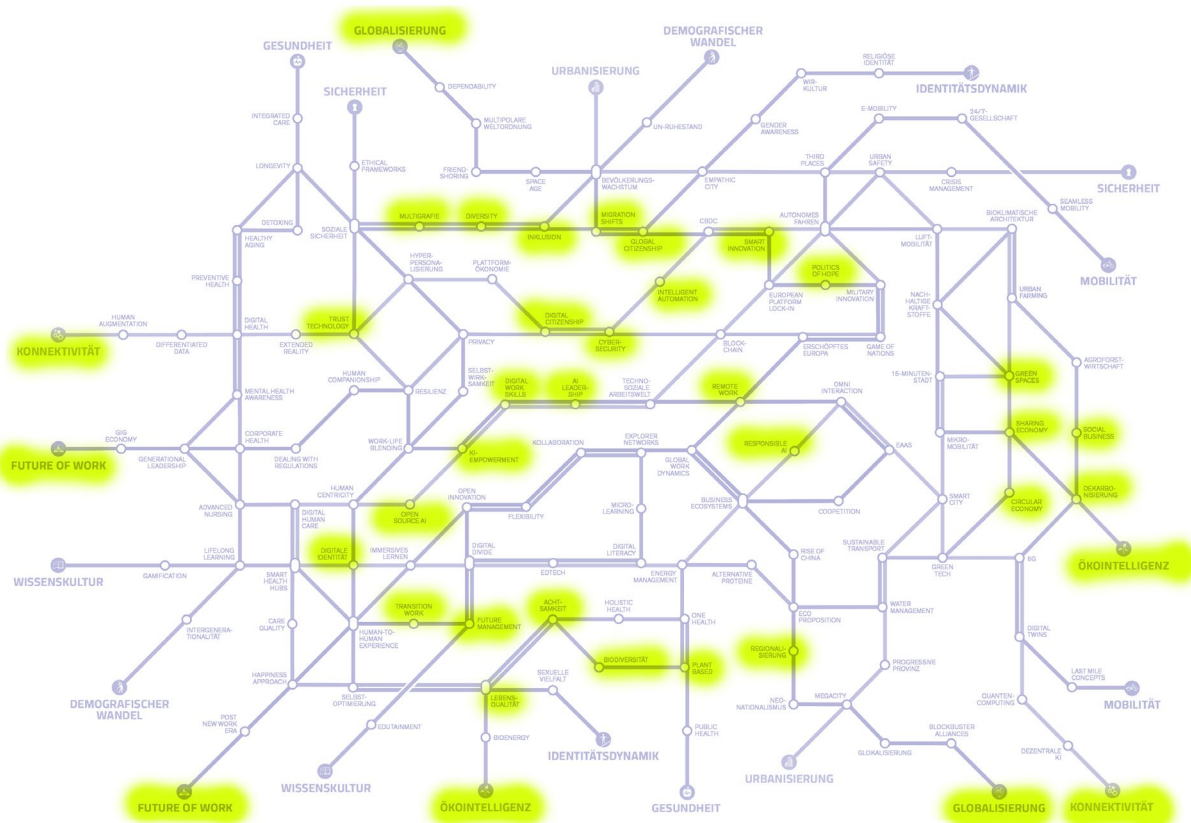 GLOBALISIERUNG
DEMOGRAFISCHER
WANDEL
GESUNDHEIT
URBANISIERUNG
RELIGIÖSE
IDENTITÄT
WIR-
KULTUR
IDENTITÄTSDYNAMIK
SICHERHEIT
DEPENDABILITY
INTEGRATED
CARE
MULTIPOLARE
WELTORDNUNG
UN-RUHESTAND
GENDER
AWARENESS
E-MOBILITY
24/7-
GESELLSCHAFT
LONGEVITY
ETHICAL
FRAMEWORKS
FRIEND-
SHORING
SPACE
AGE
BEVÖLKERUNGS-
WACHSTUM
EMPATHIC
CITY
THIRD
PLACES
URBAN
SAFETY
CRISIS
MANAGEMENT
SICHERHEIT
DETOXING
HEALTHY
AGING
SOZIALE
SICHERHEIT
MULTIGRAFIE
DIVERSITY
INKLUSION
MIGRATION
SHIFTS
GLOBAL
CITIZENSHIP
CBDC
SMART
INNOVATION
AUTONOMES
FAHREN
LUFT-
MOBILITÄT
BIOKLIMATISCHE
ARCHITEKTUR
SEAMLESS
MOBILITY
MOBILITÄT
PREVENTIVE
HEALTH
HYPER-
PERSONA-
LISIERUNG
PLATTFORM-
ÖKONOMIE
INTELLIGENT
AUTOMATION
EUROPEAN
PLATFORM
LOCK-IN
POLITICS
OF HOPE
MILITARY
INNOVATION
NACH-
HALTIGE
KRAFT-
STOFFE
URBAN
FARMING
KONNEKTIVITÄT
HUMAN
AUGMENTATION
DIFFERENTIATED
DATA
DIGITAL
HEALTH
EXTENDED
REALITY
TRUST
TECHNOLOGY
PRIVACY
DIGITAL
CITIZENSHIP
CYBER-
SECURITY
BLOCK-
CHAIN
ERSCHÖPFTES
EUROPA
GAME OF
NATIONS
MENTAL HEALTH
AWARENESS
HUMAN
COMPANIONSHIP
RESILIENZ
SELBST-
WIRK-
SAMKEIT
DIGITAL
WORK
SKILLS
AI
LEADER-
SHIP
TECHNO-
SOZIALE
ARBEITSWELT
REMOTE
WORK
OMNI
INTERACTION
15-MINUTEN-
STADT
GREEN
SPACES
AGROFORST-
WIRTSCHAFT
FUTURE OF WORK
GIG
ECONOMY
GENERATIONAL
LEADERSHIP
CORPORATE
HEALTH
DEALING WITH
REGULATIONS
WORK-LIFE
BLENDING
KI-
EMPOWERMENT
KOLLABORATION
EXPLORER
NETWORKS
GLOBAL
WORK
DYNAMICS
RESPONSIBLE
AI
EAAS
MIKRO-
MOBILITÄT
SHARING
ECONOMY
SOCIAL
BUSINESS
ADVANCED
NURSING
DIGITAL
HUMAN
CARE
HUMAN
CENTRICITY
OPEN
SOURCE AI
OPEN
INNOVATION
FLEXIBILITY
MICRO-
LEARNING
BUSINESS
ECOSYSTEMS
COOPETITION
SMART
CITY
CIRCULAR
ECONOMY
DEKARBO-
NISIERUNG
WISSENSKULTUR
GAMIFICATION
LIFELONG
LEARNING
SMART
HEALTH
HUBS
DIGITALE
IDENTITÄT
IMMERSIVES
LERNEN
DIGITAL
DIVIDE
EDTECH
DIGITAL
LITERACY
ENERGY
MANAGEMENT
ALTERNATIVE
PROTEINE
RISE OF
CHINA
SUSTAINABLE
TRANSPORT
GREEN
TECH
6G
ÖKOINTELLIGENZ
INTERGENERA-
TIONALITÄT
CARE
QUALITY
HUMAN-TO-
HUMAN
EXPERIENCE
TRANSITION
WORK
FUTURE
MANAGEMENT
ACHT-
SAMKEIT
HOLISTIC
HEALTH
ONE
HEALTH
ECO
PROPOSITION
WATER
MANAGEMENT
DIGITAL
TWINS
BIODIVERSITÄT
PLANT
BASED
REGIONALI-
SIERUNG
PROGRESSIVE
PROVINZ
LAST MILE
CONCEPTS
MOBILITÄT
DEMOGRAFISCHER
WANDEL
HAPPINESS
APPROACH
SELBST-
OPTIMIERUNG
LEBENS-
QUALITÄT
SEXUELLE
VIELFALT
NEO-
NATIONALISMUS
MEGACITY
QUANTEN-
COMPUTING
POST
NEW WORK
ERA
EDUTAINMENT
BIOENERGY
IDENTITÄTSDYNAMIK
PUBLIC
HEALTH
GLOKALISIERUNG
BLOCKBUSTER
ALLIANCES
DEZENTRALE
KI
FUTURE OF WORK
WISSENSKULTUR
ÖKOINTELLIGENZ
GESUNDHEIT
URBANISIERUNG
GLOBALISIERUNG
KONNEKTIVITÄT